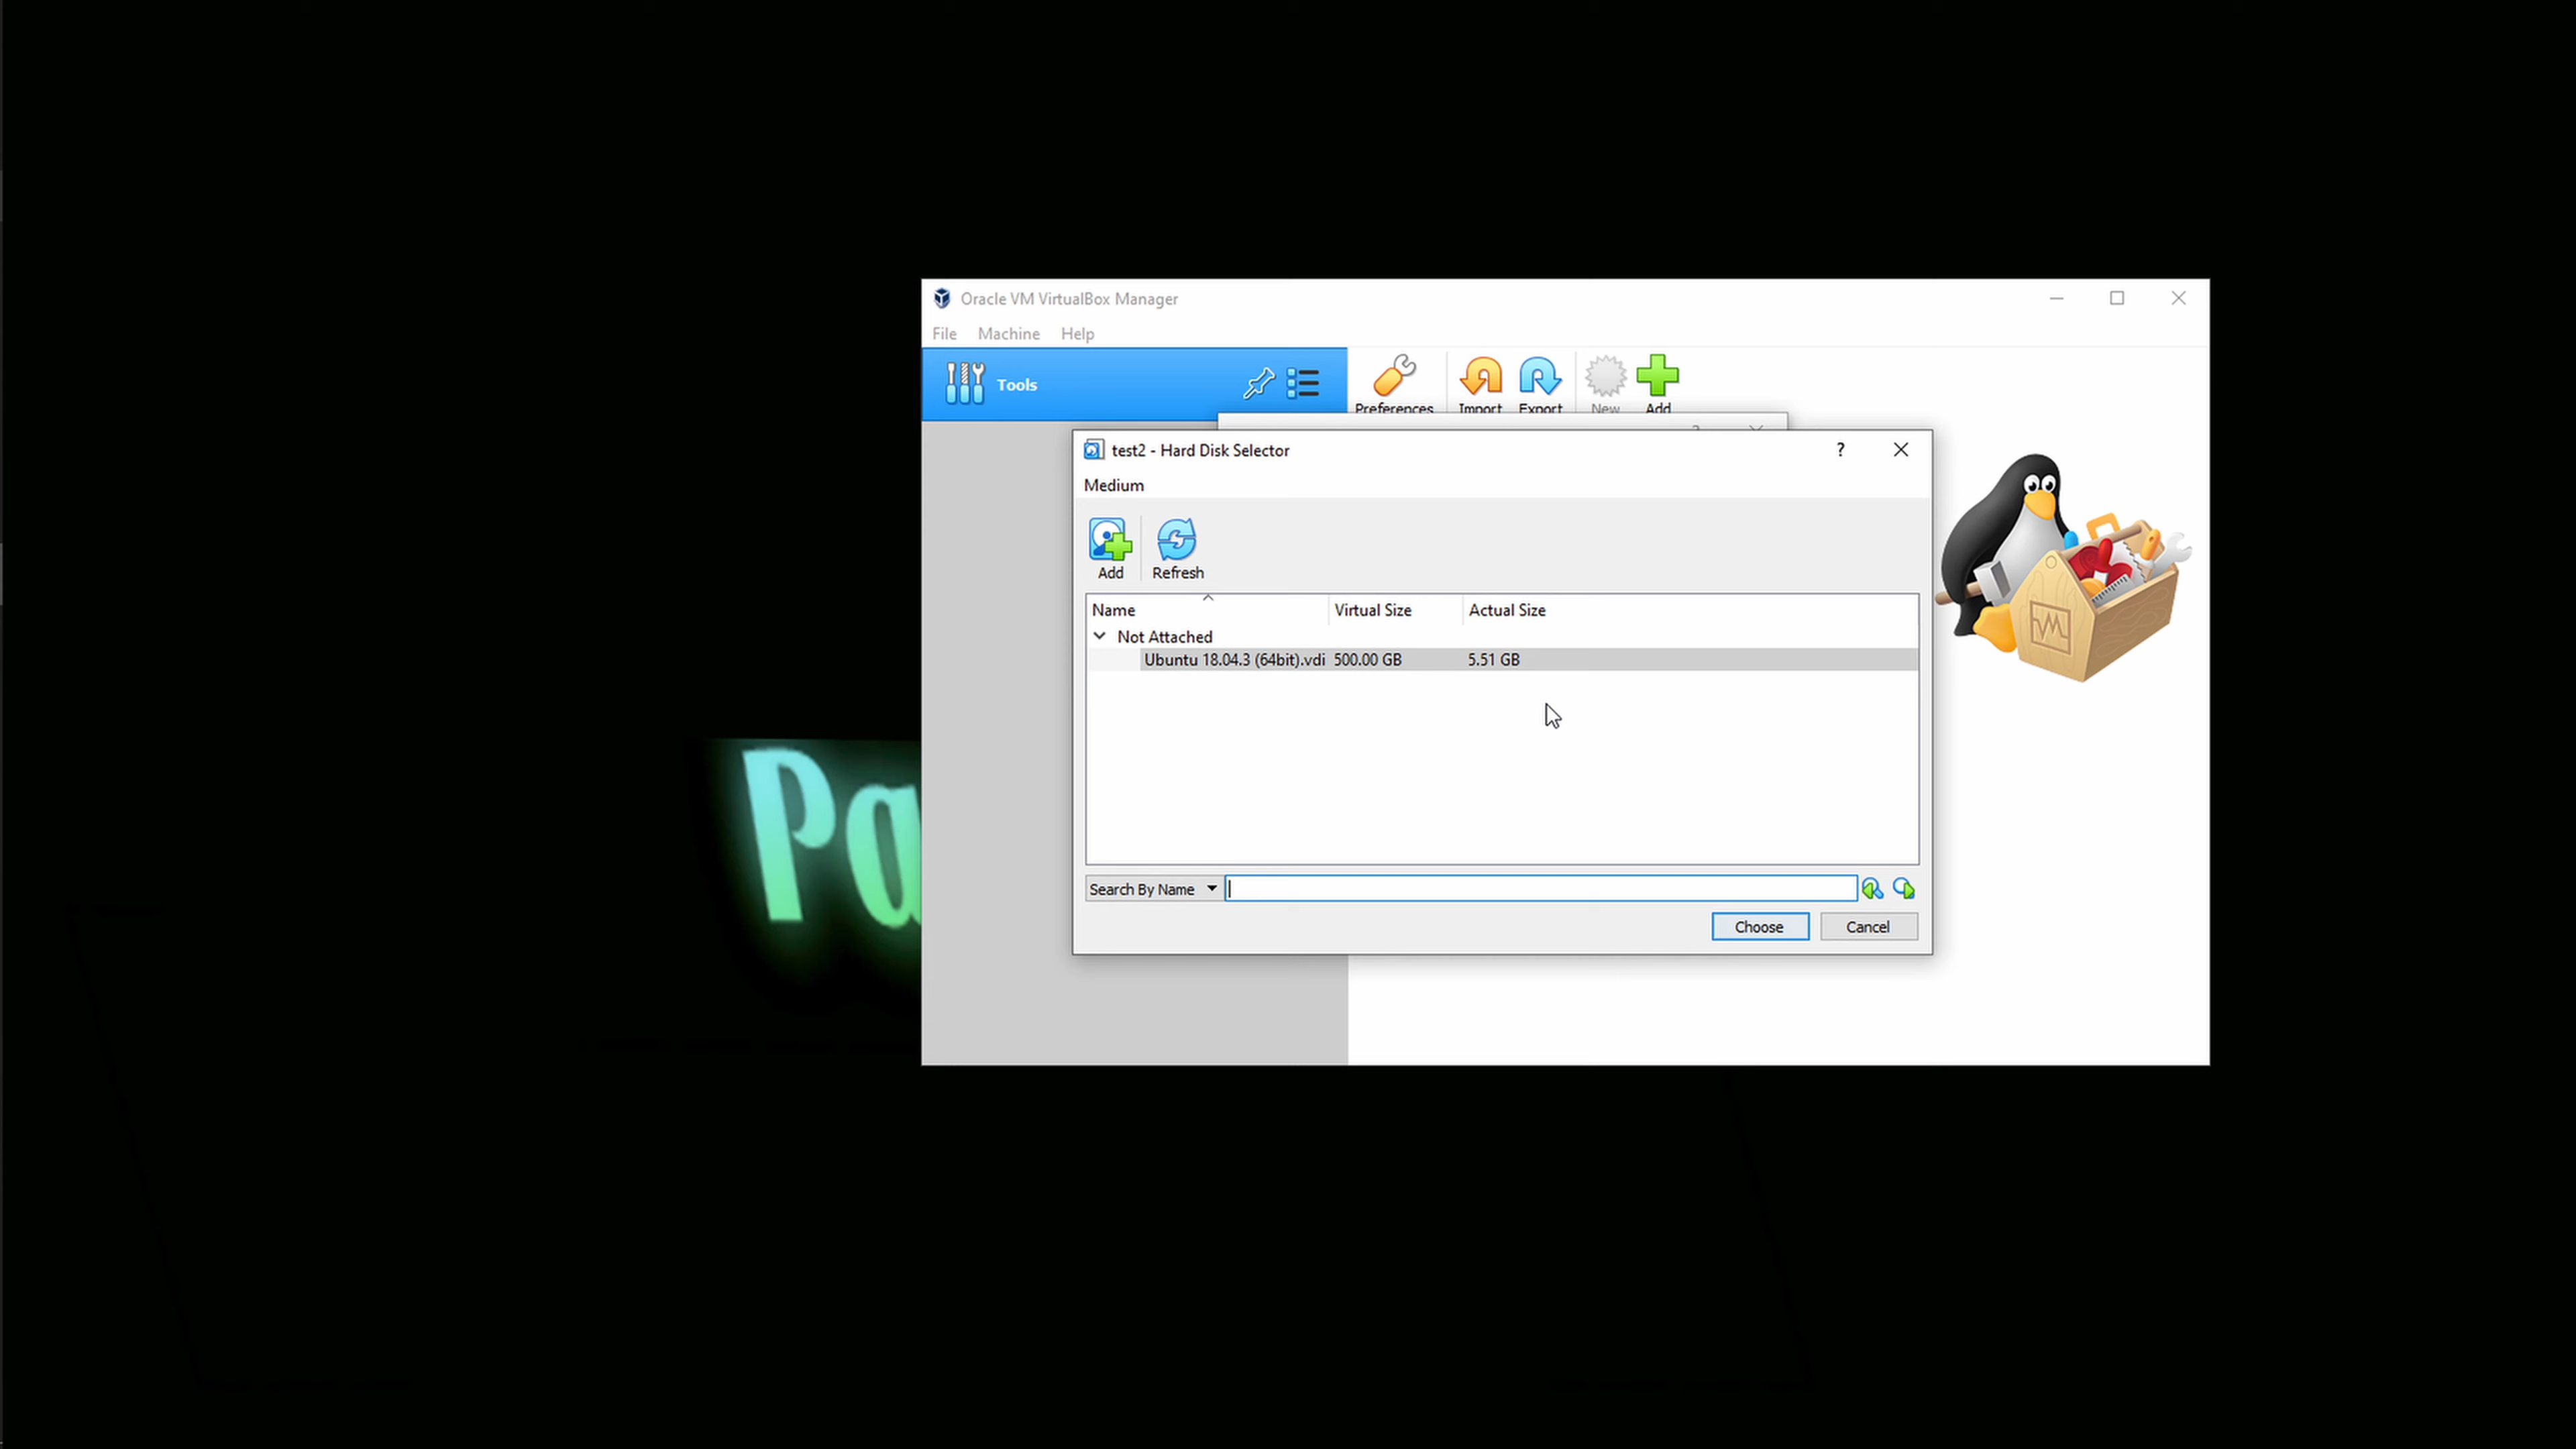 Oracle VM VirtualBox Manager
File Machine Help
Tools
Preferences Import Export New Add
test2 - Hard Disk Selector
Medium
Add Refresh
Name Virtual Size Actual Size
Not Attached
Ubuntu 18.04.3 (64bit).vdi 500.00 GB 5.51 GB
Pa
Search By Name
Choose Cancel